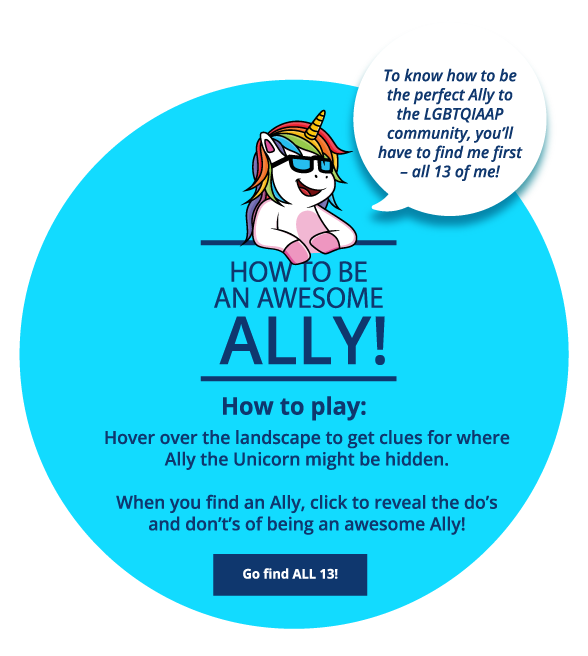 To know how to be
the perfect Ally to
the LGBTQIAAP
community, you'll
have to find me first
– all 13 of me!
HOW TO BE
AN AWESOME
ALLY!
How to play:
Hover over the landscape to get clues for where
Ally the Unicorn might be hidden.
When you find an Ally, click to reveal the do's
and don't's of being an awesome Ally!
Go find ALL 13!